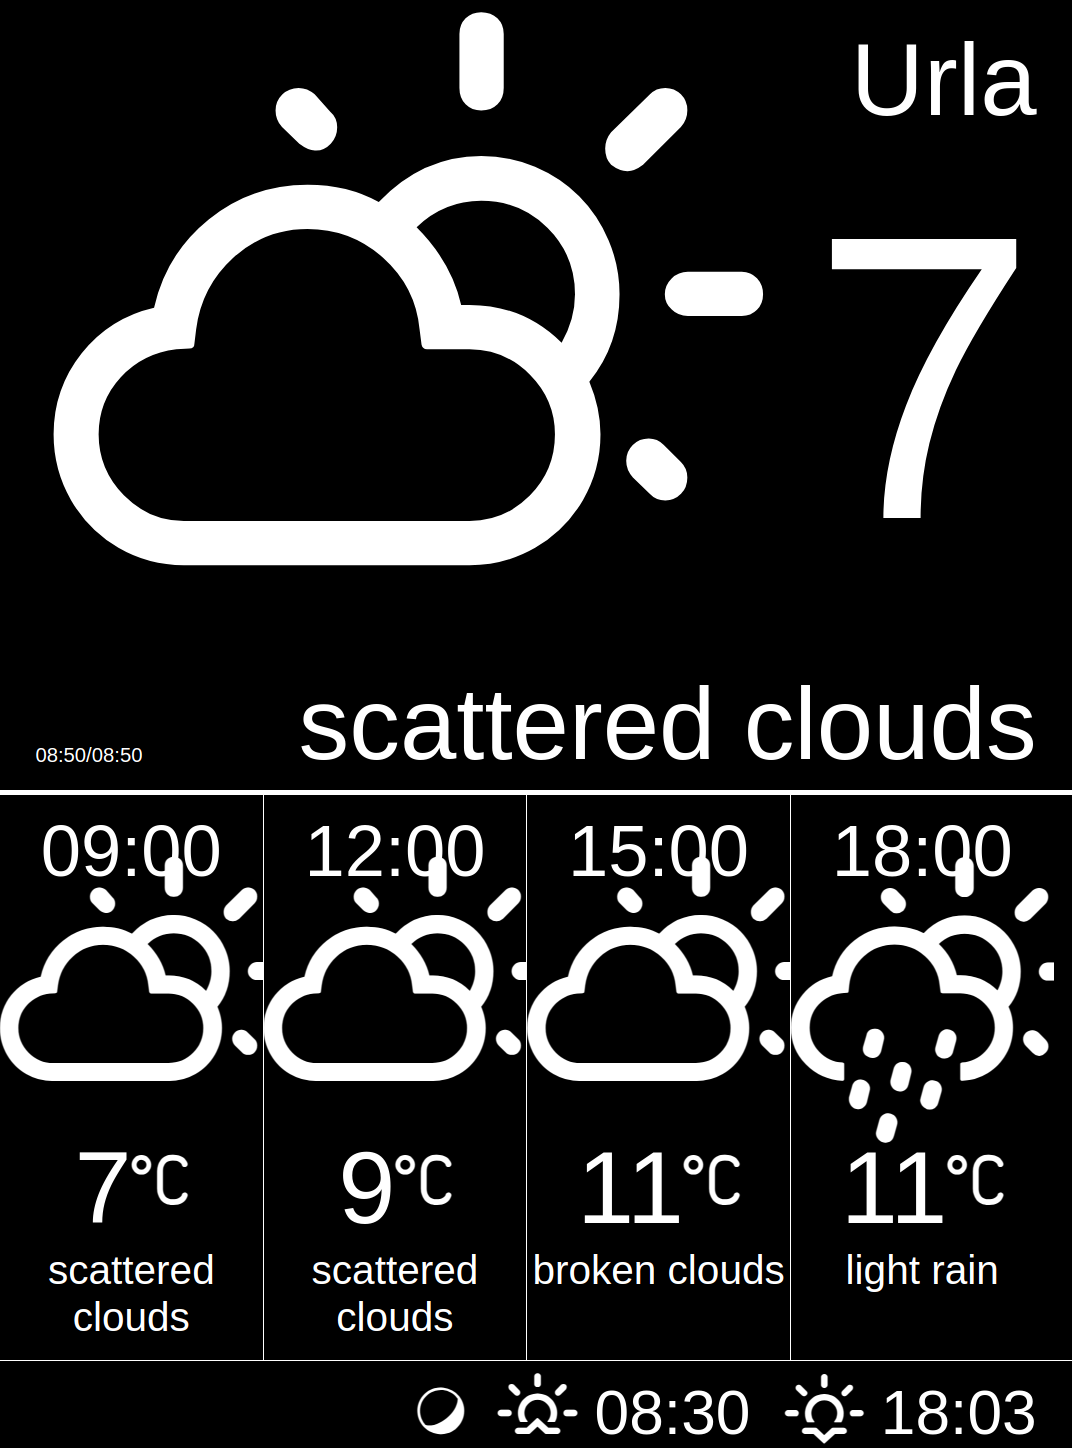 Urla
7
scattered clouds
08:50/08:50
09:00 12:00 15:00 18:00
7°C 9°C 11°C 11°C
scattered clouds scattered clouds broken clouds light rain
08:30 18:03